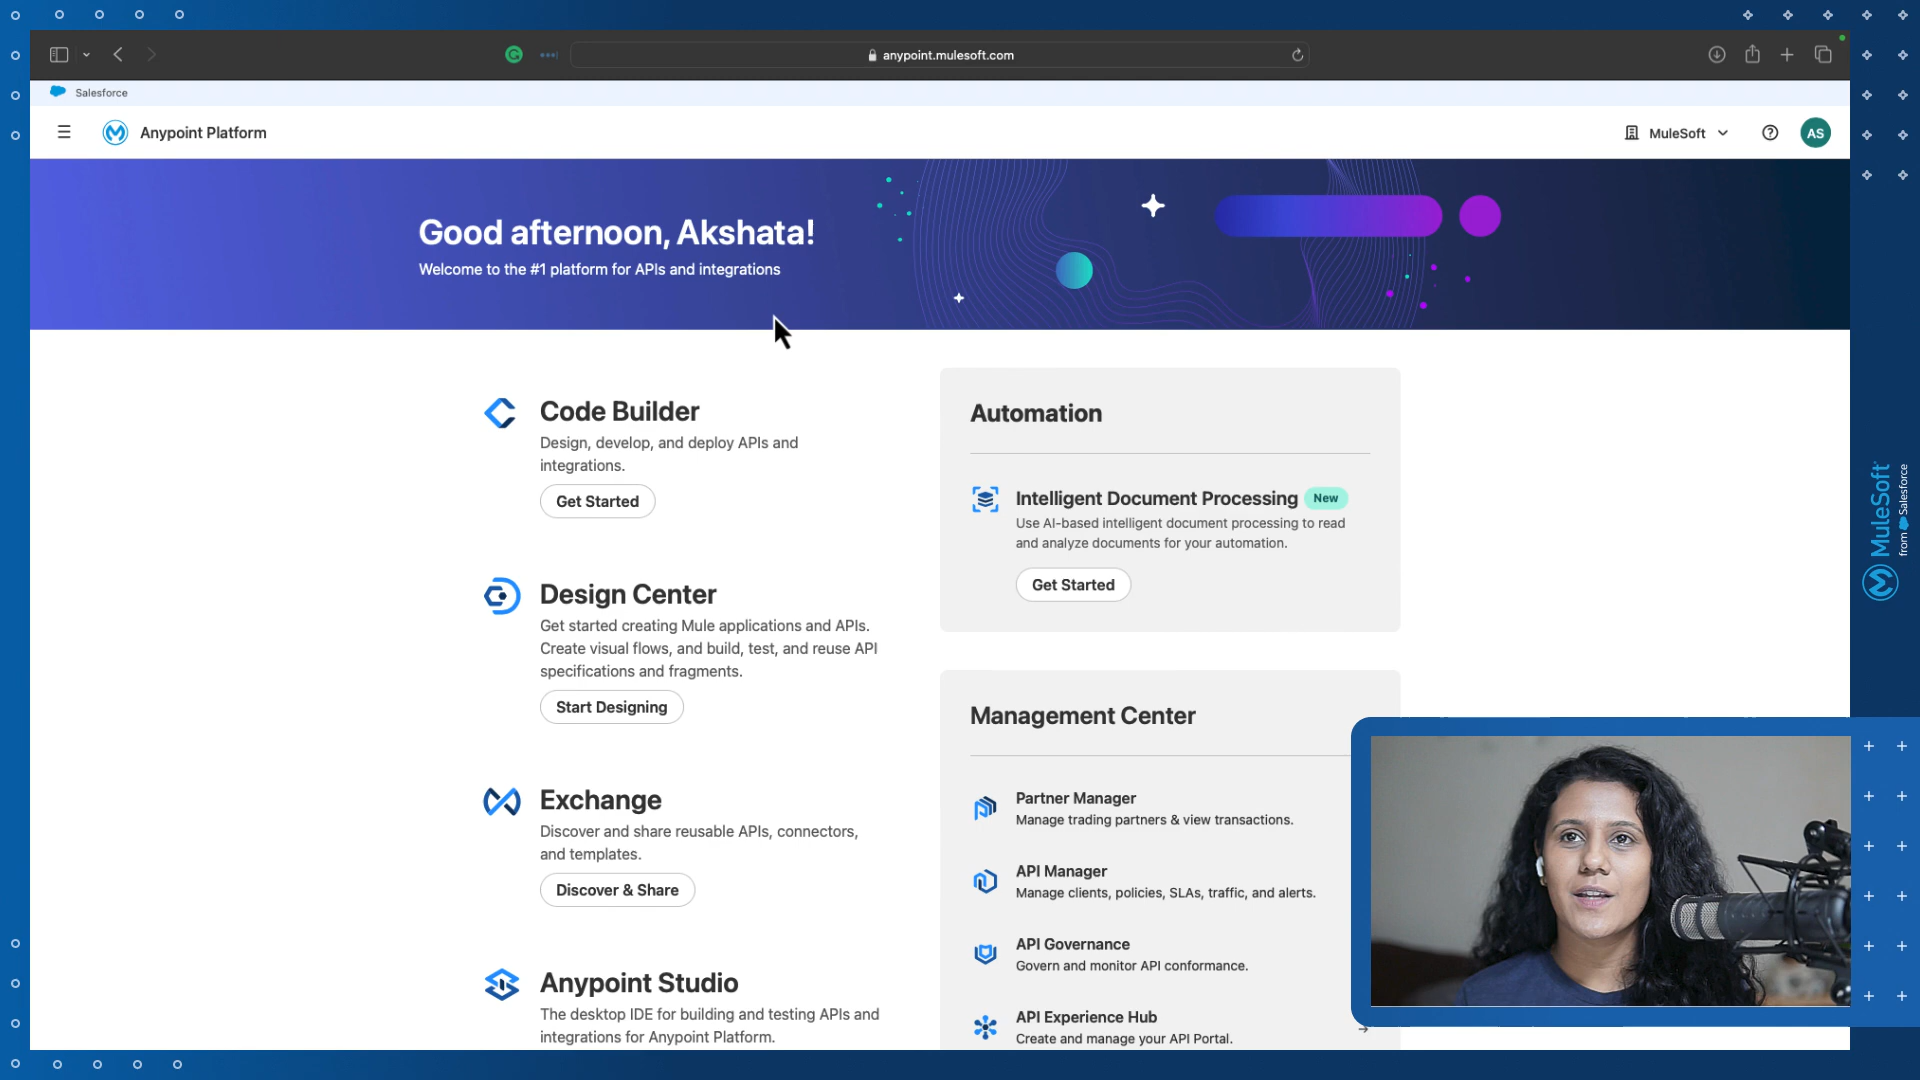 anypoint.mulesoft.com
Salesforce
Anypoint Platform
MuleSoft
AS
Good afternoon, Akshata!
Welcome to the #1 platform for APIs and integrations
Code Builder
Design, develop, and deploy APIs and
integrations.
Get Started
Design Center
Get started creating Mule applications and APIs.
Create visual flows, and build, test, and reuse API
specifications and fragments.
Start Designing
Exchange
Discover and share reusable APIs, connectors,
and templates.
Discover & Share
Anypoint Studio
The desktop IDE for building and testing APIs and
integrations for Anypoint Platform.
Automation
Intelligent Document Processing New
Use AI-based intelligent document processing to read
and analyze documents for your automation.
Get Started
Management Center
Partner Manager
Manage trading partners & view transactions.
API Manager
Manage clients, policies, SLAs, traffic, and alerts.
API Governance
Govern and monitor API conformance.
API Experience Hub
Create and manage your API Portal.
MuleSoft
from Salesforce